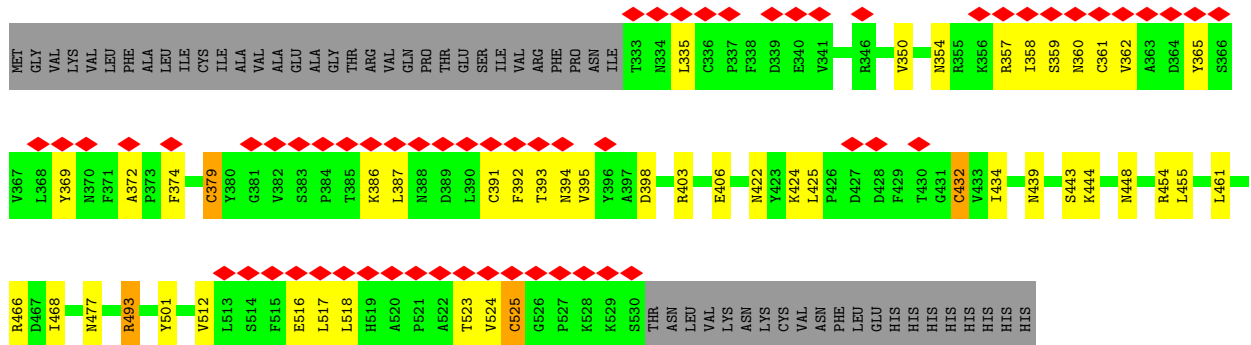 MET GLY VAL LYS VAL LEU PHE ALA LEU ILE CYS ILE ALA VAL ALA GLU ALA GLY THR ARG VAL GLN PRO THR GLU SER ILE VAL ARG PHE PRO ASN ILE T333 N334 L335 C336 P337 F338 D339 E340 V341 R346 V350 N354 R355 K356 R357 I358 S359 N360 C361 V362 A363 D364 Y365 S366
V367 L368 Y369 N370 F371 A372 P373 F374 C379 Y380 G381 V382 S383 P384 T385 K386 L387 N388 D389 L390 C391 F392 T393 N394 V395 Y396 A397 D398 R403 E406 N422 Y423 K424 L425 P426 D427 D428 F429 T430 G431 C432 V433 I434 N439 S443 K444 N448 R454 L455 L461
R466 D467 I468 N477 R493 Y501 V512 L513 S514 F515 E516 L517 L518 H519 A520 P521 A522 T523 V524 C525 G526 P527 K528 K529 S530 THR ASN LEU VAL LYS ASN LYS CYS VAL ASN PHE LEU GLU HIS HIS HIS HIS HIS HIS HIS HIS